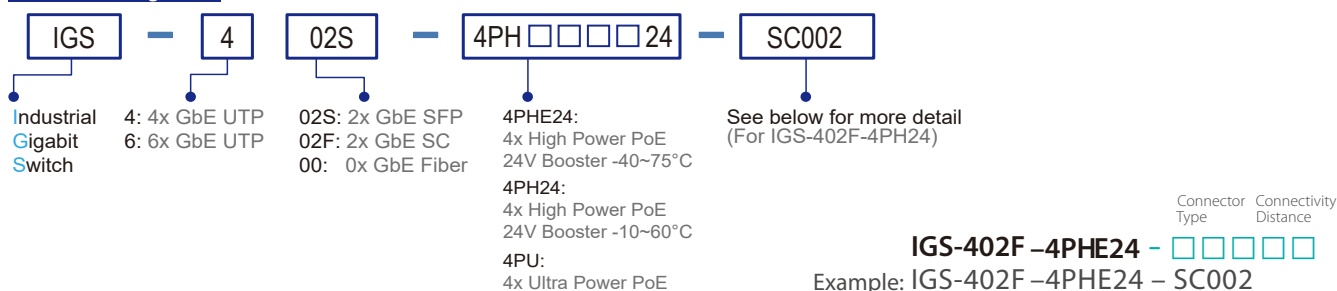 IGS – 4 02S – 4PH□□□□24 – SC002
Industrial
Gigabit
Switch
4: 4x GbE UTP
6: 6x GbE UTP
02S: 2x GbE SFP
02F: 2x GbE SC
00: 0x GbE Fiber
4PHE24:
4x High Power PoE
24V Booster -40~75°C
4PH24:
4x High Power PoE
24V Booster -10~60°C
4PU:
4x Ultra Power PoE
See below for more detail
(For IGS-402F-4PH24)
Connector Connectivity
Type Distance
IGS-402F –4PHE24 – □□□□□
Example: IGS-402F –4PHE24 – SC002